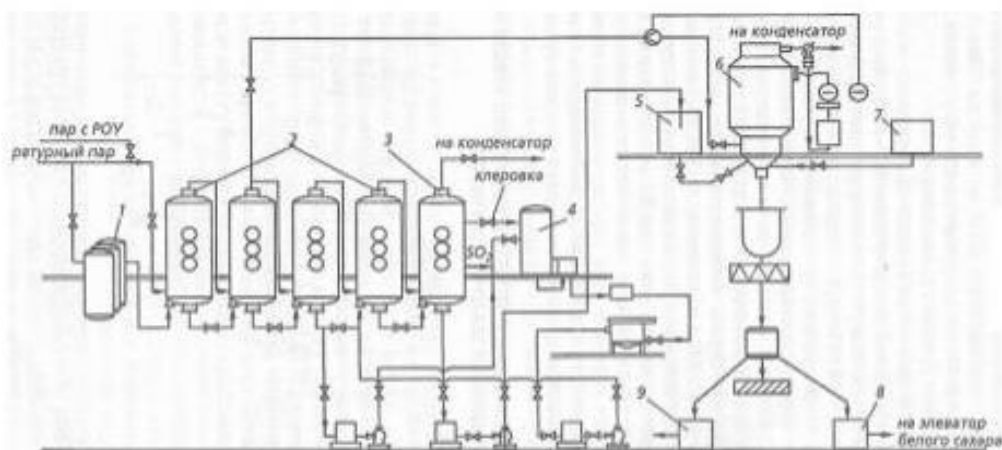 на конденсатор
6
5
7
пар с РОУ
ратурный пар
2
3
на конденсатор
клеровка
1
4
SO2
9
8
на элеватор
белого сахара